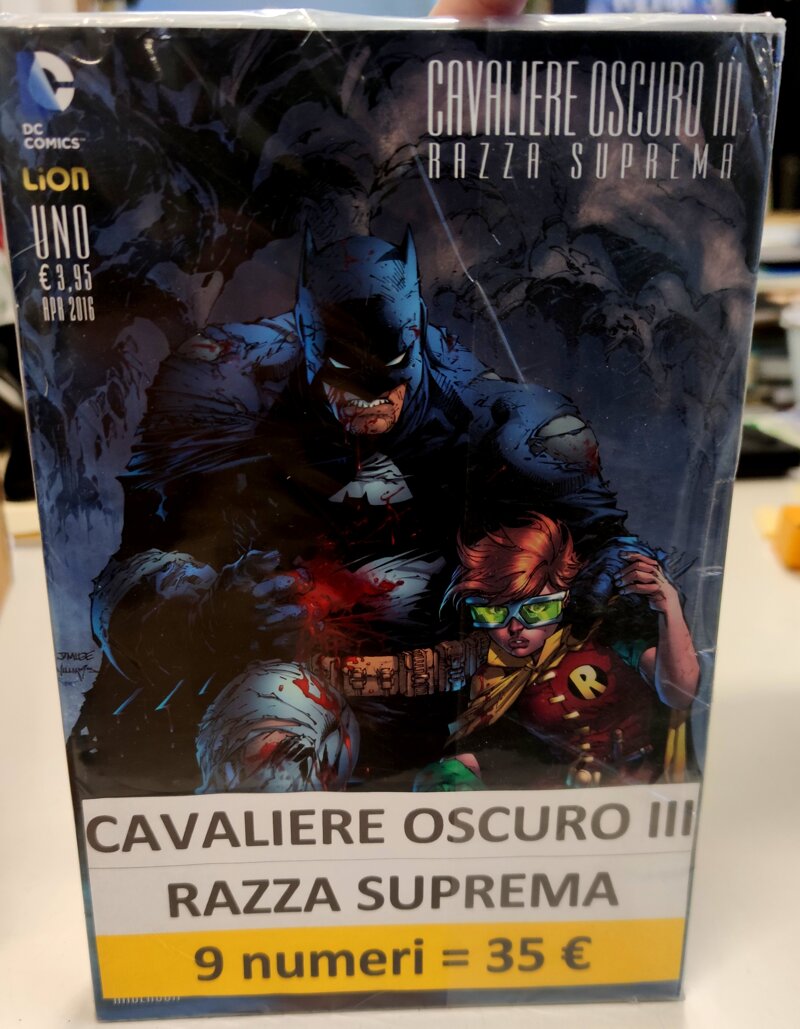 DC
COMICS™
LION
UNO
€ 3,95
APR 2016
CAVALIERE OSCURO III
RAZZA SUPREMA
R
CAVALIERE OSCURO III
RAZZA SUPREMA
9 numeri = 35 €